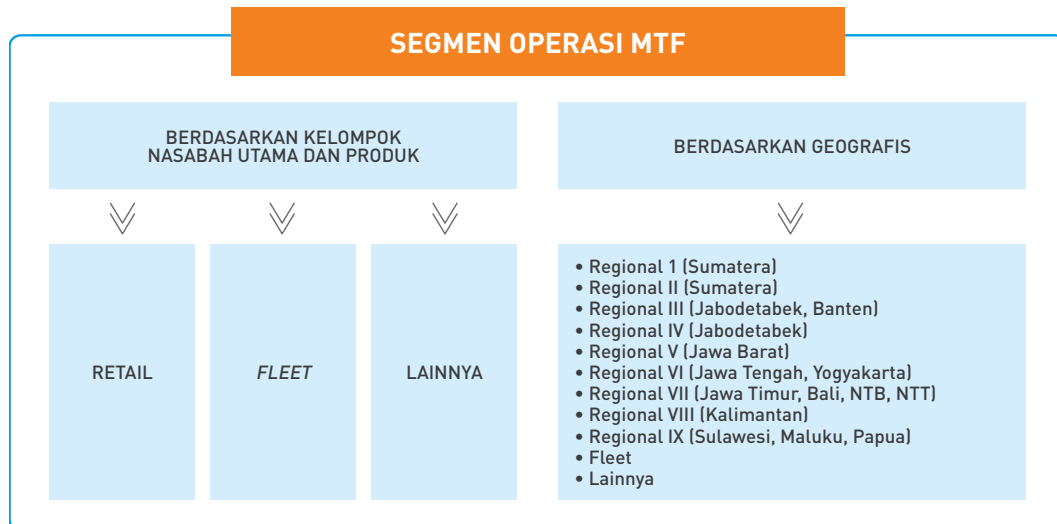 SEGMEN OPERASI MTF
BERDASARKAN KELOMPOK
NASABAH UTAMA DAN PRODUK
BERDASARKAN GEOGRAFIS
RETAIL
FLEET
LAINNYA
• Regional 1 (Sumatera)
• Regional II (Sumatera)
• Regional III (Jabodetabek, Banten)
• Regional IV (Jabodetabek)
• Regional V (Jawa Barat)
• Regional VI (Jawa Tengah, Yogyakarta)
• Regional VII (Jawa Timur, Bali, NTB, NTT)
• Regional VIII (Kalimantan)
• Regional IX (Sulawesi, Maluku, Papua)
• Fleet
• Lainnya